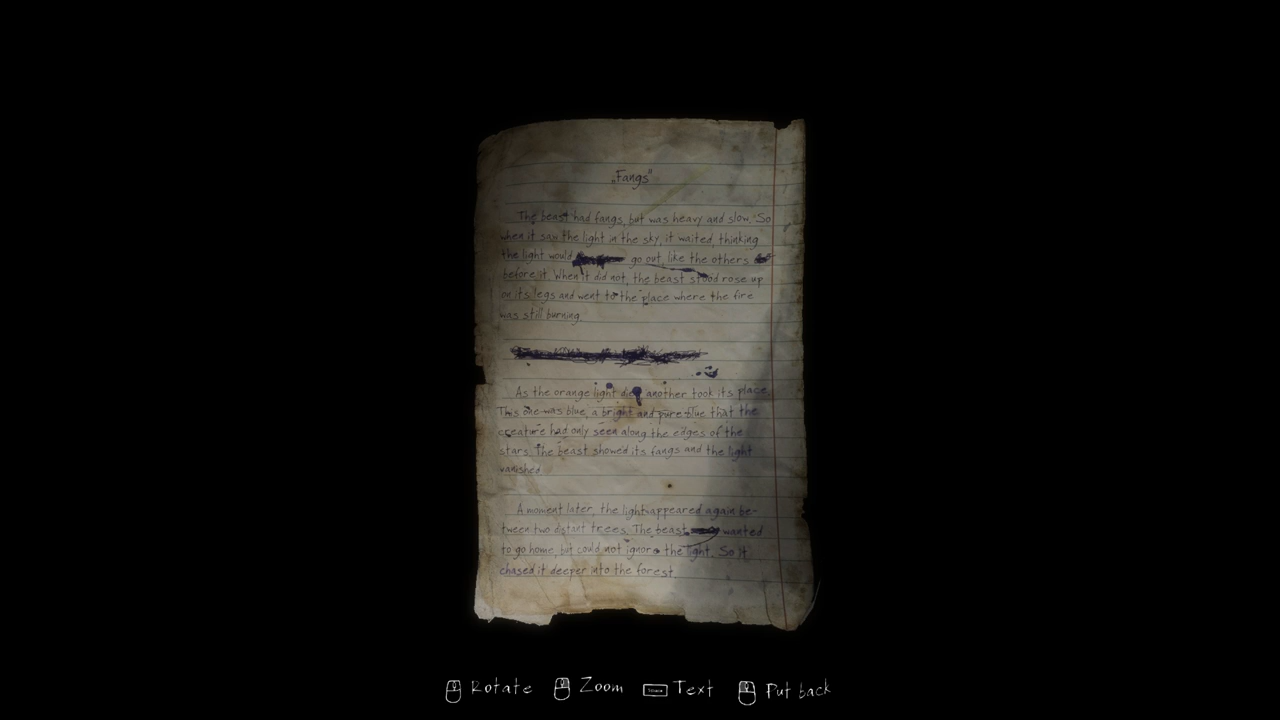 „Fangs"
The beast had fangs, but was heavy and slow. So
when it saw the light in the sky, it waited, thinking
the light would go out, like the others
before it. When it did not, the beast stood rose up
on its legs and went to the place where the fire
was still burning.
As the orange light died another took its place.
This one was blue, a bright and pure blue that the
creature had only seen along the edges of the
stars. The beast showed its fangs and the light
vanished
A moment later, the light appeared again be-
tween two distant trees. The beast wanted
to go home, but could not ignore the light. So it
chased it deeper into the forest.
Rotate Zoom Text Put back